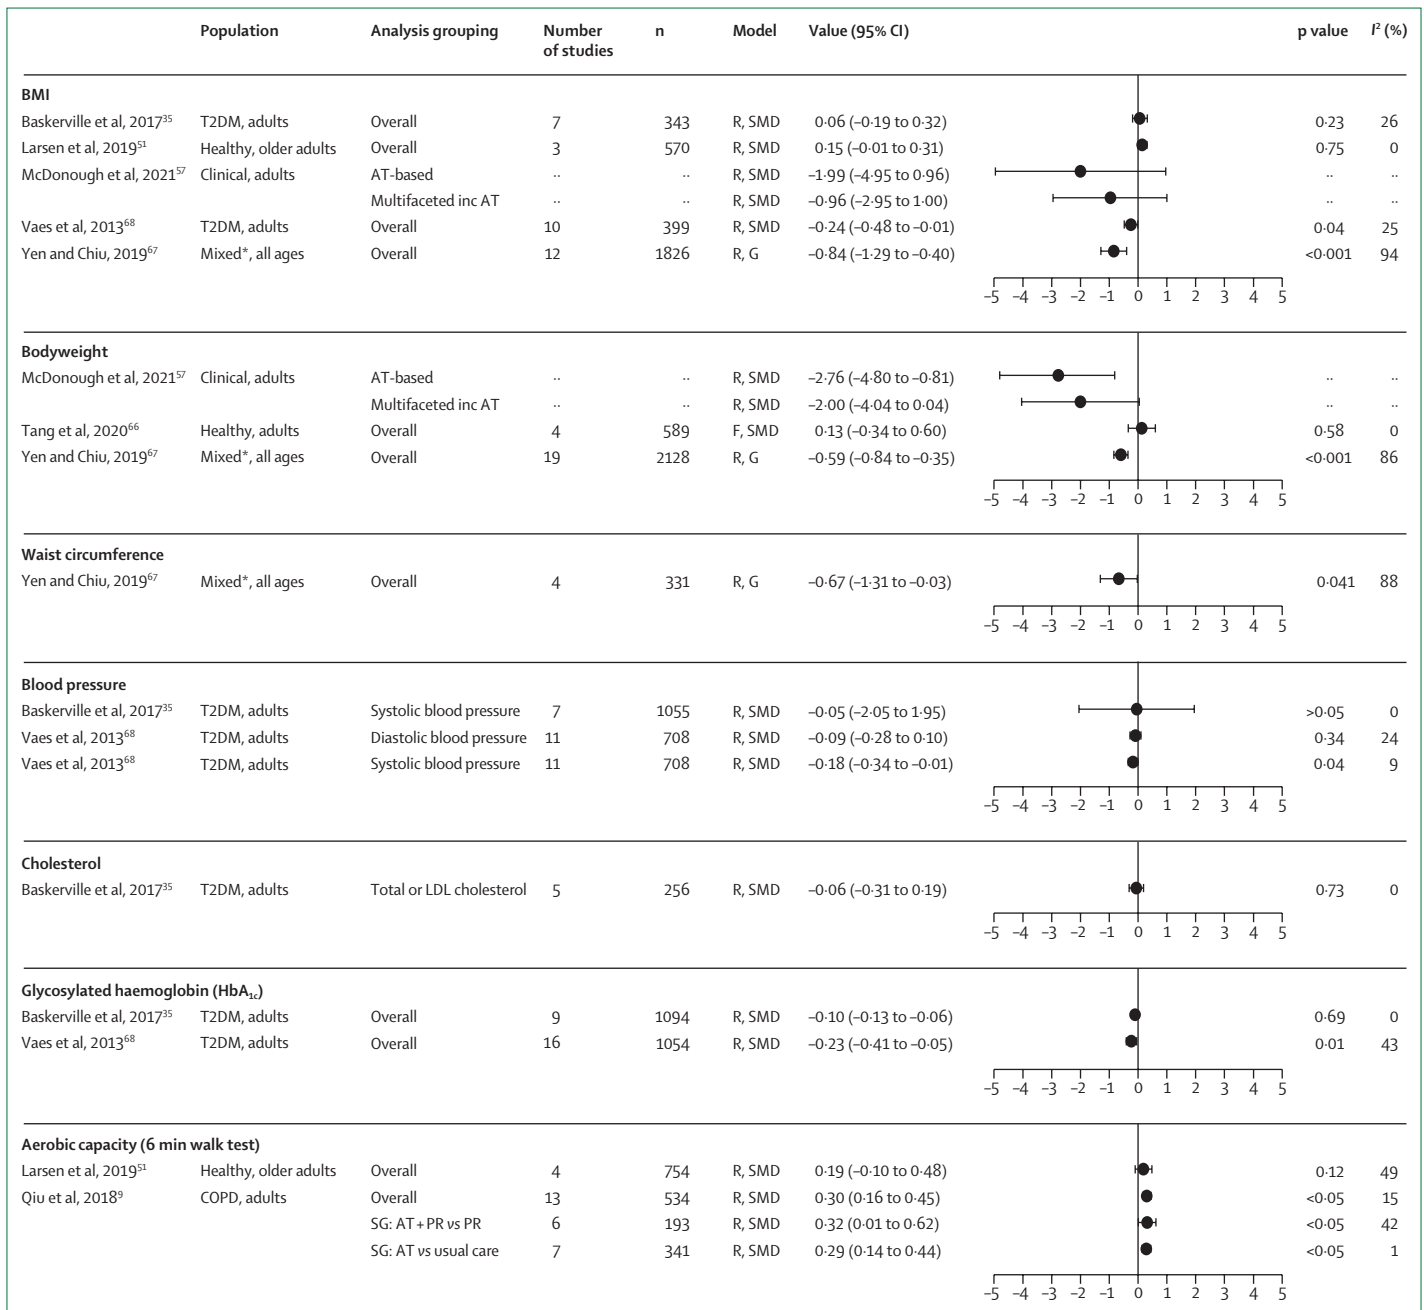 Population Analysis grouping Number of studies n Model Value (95% CI) p value I² (%)
BMI
Baskerville et al, 2017³⁵ T2DM, adults Overall 7 343 R, SMD 0·06 (–0·19 to 0·32) 0·23 26
Larsen et al, 2019⁵¹ Healthy, older adults Overall 3 570 R, SMD 0·15 (–0·01 to 0·31) 0·75 0
McDonough et al, 2021⁵⁷ Clinical, adults AT-based ·· ·· R, SMD –1·99 (–4·95 to 0·96) ·· ··
Multifaceted inc AT ·· ·· R, SMD –0·96 (–2·95 to 1·00) ·· ··
Vaes et al, 2013⁶⁸ T2DM, adults Overall 10 399 R, SMD –0·24 (–0·48 to –0·01) 0·04 25
Yen and Chiu, 2019⁶⁷ Mixed*, all ages Overall 12 1826 R, G –0·84 (–1·29 to –0·40) <0·001 94
–5 –4 –3 –2 –1 0 1 2 3 4 5
Bodyweight
McDonough et al, 2021⁵⁷ Clinical, adults AT-based ·· ·· R, SMD –2·76 (–4·80 to –0·81) ·· ··
Multifaceted inc AT ·· ·· R, SMD –2·00 (–4·04 to 0·04) ·· ··
Tang et al, 2020⁶⁶ Healthy, adults Overall 4 589 F, SMD 0·13 (–0·34 to 0·60) 0·58 0
Yen and Chiu, 2019⁶⁷ Mixed*, all ages Overall 19 2128 R, G –0·59 (–0·84 to –0·35) <0·001 86
–5 –4 –3 –2 –1 0 1 2 3 4 5
Waist circumference
Yen and Chiu, 2019⁶⁷ Mixed*, all ages Overall 4 331 R, G –0·67 (–1·31 to –0·03) 0·041 88
–5 –4 –3 –2 –1 0 1 2 3 4 5
Blood pressure
Baskerville et al, 2017³⁵ T2DM, adults Systolic blood pressure 7 1055 R, SMD –0·05 (–2·05 to 1·95) >0·05 0
Vaes et al, 2013⁶⁸ T2DM, adults Diastolic blood pressure 11 708 R, SMD –0·09 (–0·28 to 0·10) 0·34 24
Vaes et al, 2013⁶⁸ T2DM, adults Systolic blood pressure 11 708 R, SMD –0·18 (–0·34 to –0·01) 0·04 9
–5 –4 –3 –2 –1 0 1 2 3 4 5
Cholesterol
Baskerville et al, 2017³⁵ T2DM, adults Total or LDL cholesterol 5 256 R, SMD –0·06 (–0·31 to 0·19) 0·73 0
–5 –4 –3 –2 –1 0 1 2 3 4 5
Glycosylated haemoglobin (HbA₁c)
Baskerville et al, 2017³⁵ T2DM, adults Overall 9 1094 R, SMD –0·10 (–0·13 to –0·06) 0·69 0
Vaes et al, 2013⁶⁸ T2DM, adults Overall 16 1054 R, SMD –0·23 (–0·41 to –0·05) 0·01 43
–5 –4 –3 –2 –1 0 1 2 3 4 5
Aerobic capacity (6 min walk test)
Larsen et al, 2019⁵¹ Healthy, older adults Overall 4 754 R, SMD 0·19 (–0·10 to 0·48) 0·12 49
Qiu et al, 2018⁹ COPD, adults Overall 13 534 R, SMD 0·30 (0·16 to 0·45) <0·05 15
SG: AT + PR vs PR 6 193 R, SMD 0·32 (0·01 to 0·62) <0·05 42
SG: AT vs usual care 7 341 R, SMD 0·29 (0·14 to 0·44) <0·05 1
–5 –4 –3 –2 –1 0 1 2 3 4 5